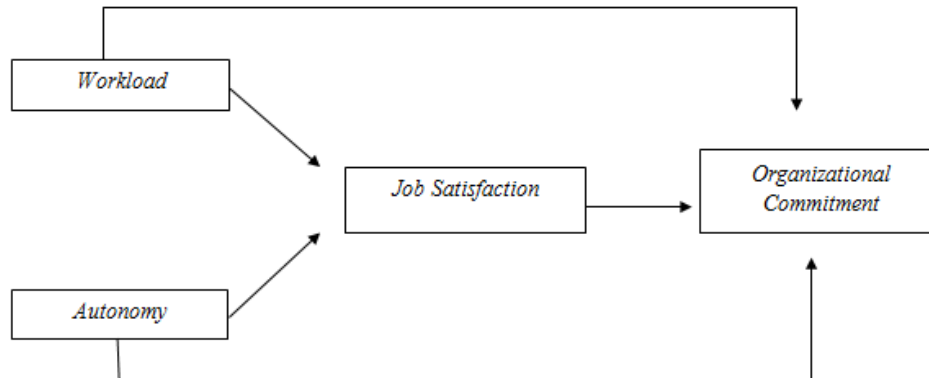 Workload
Job Satisfaction
Organizational
Commitment
Autonomy